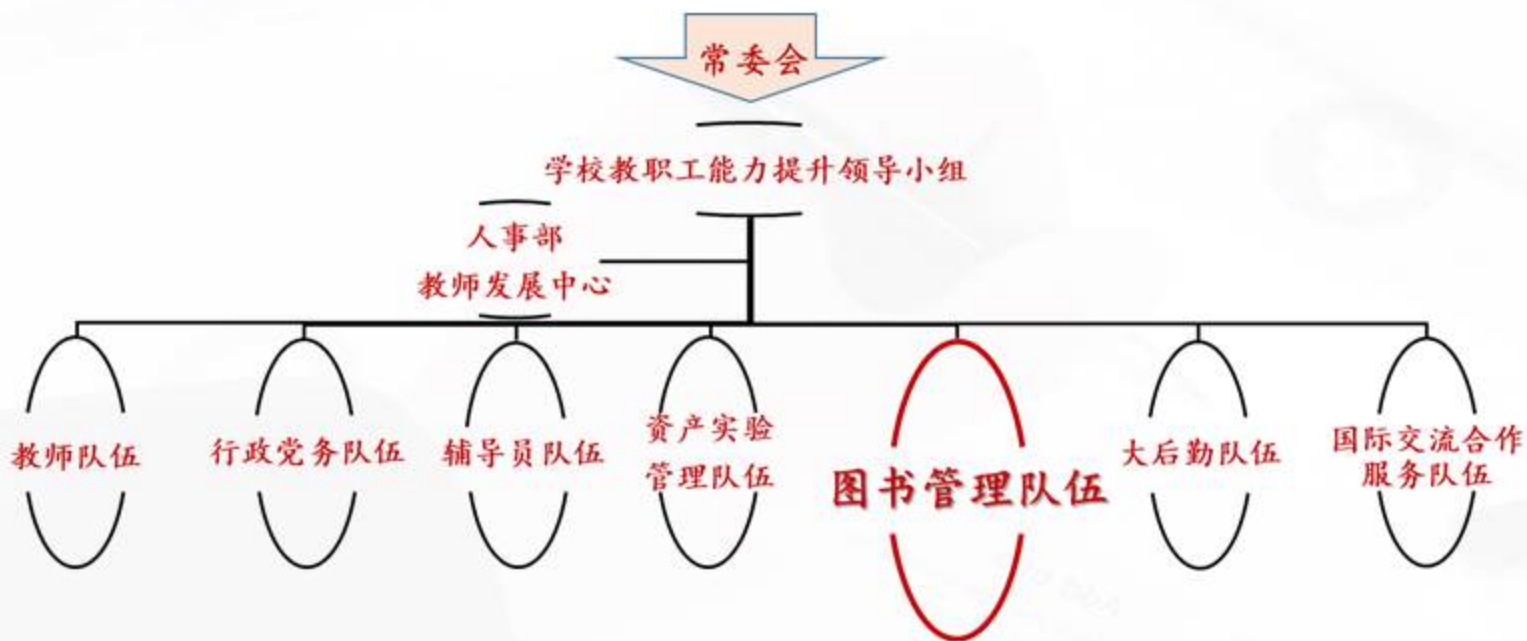 常委会
学校教职工能力提升领导小组
人事部
教师发展中心
教师队伍
行政党务队伍
辅导员队伍
资产实验
管理队伍
图书管理队伍
大后勤队伍
国际交流合作
服务队伍